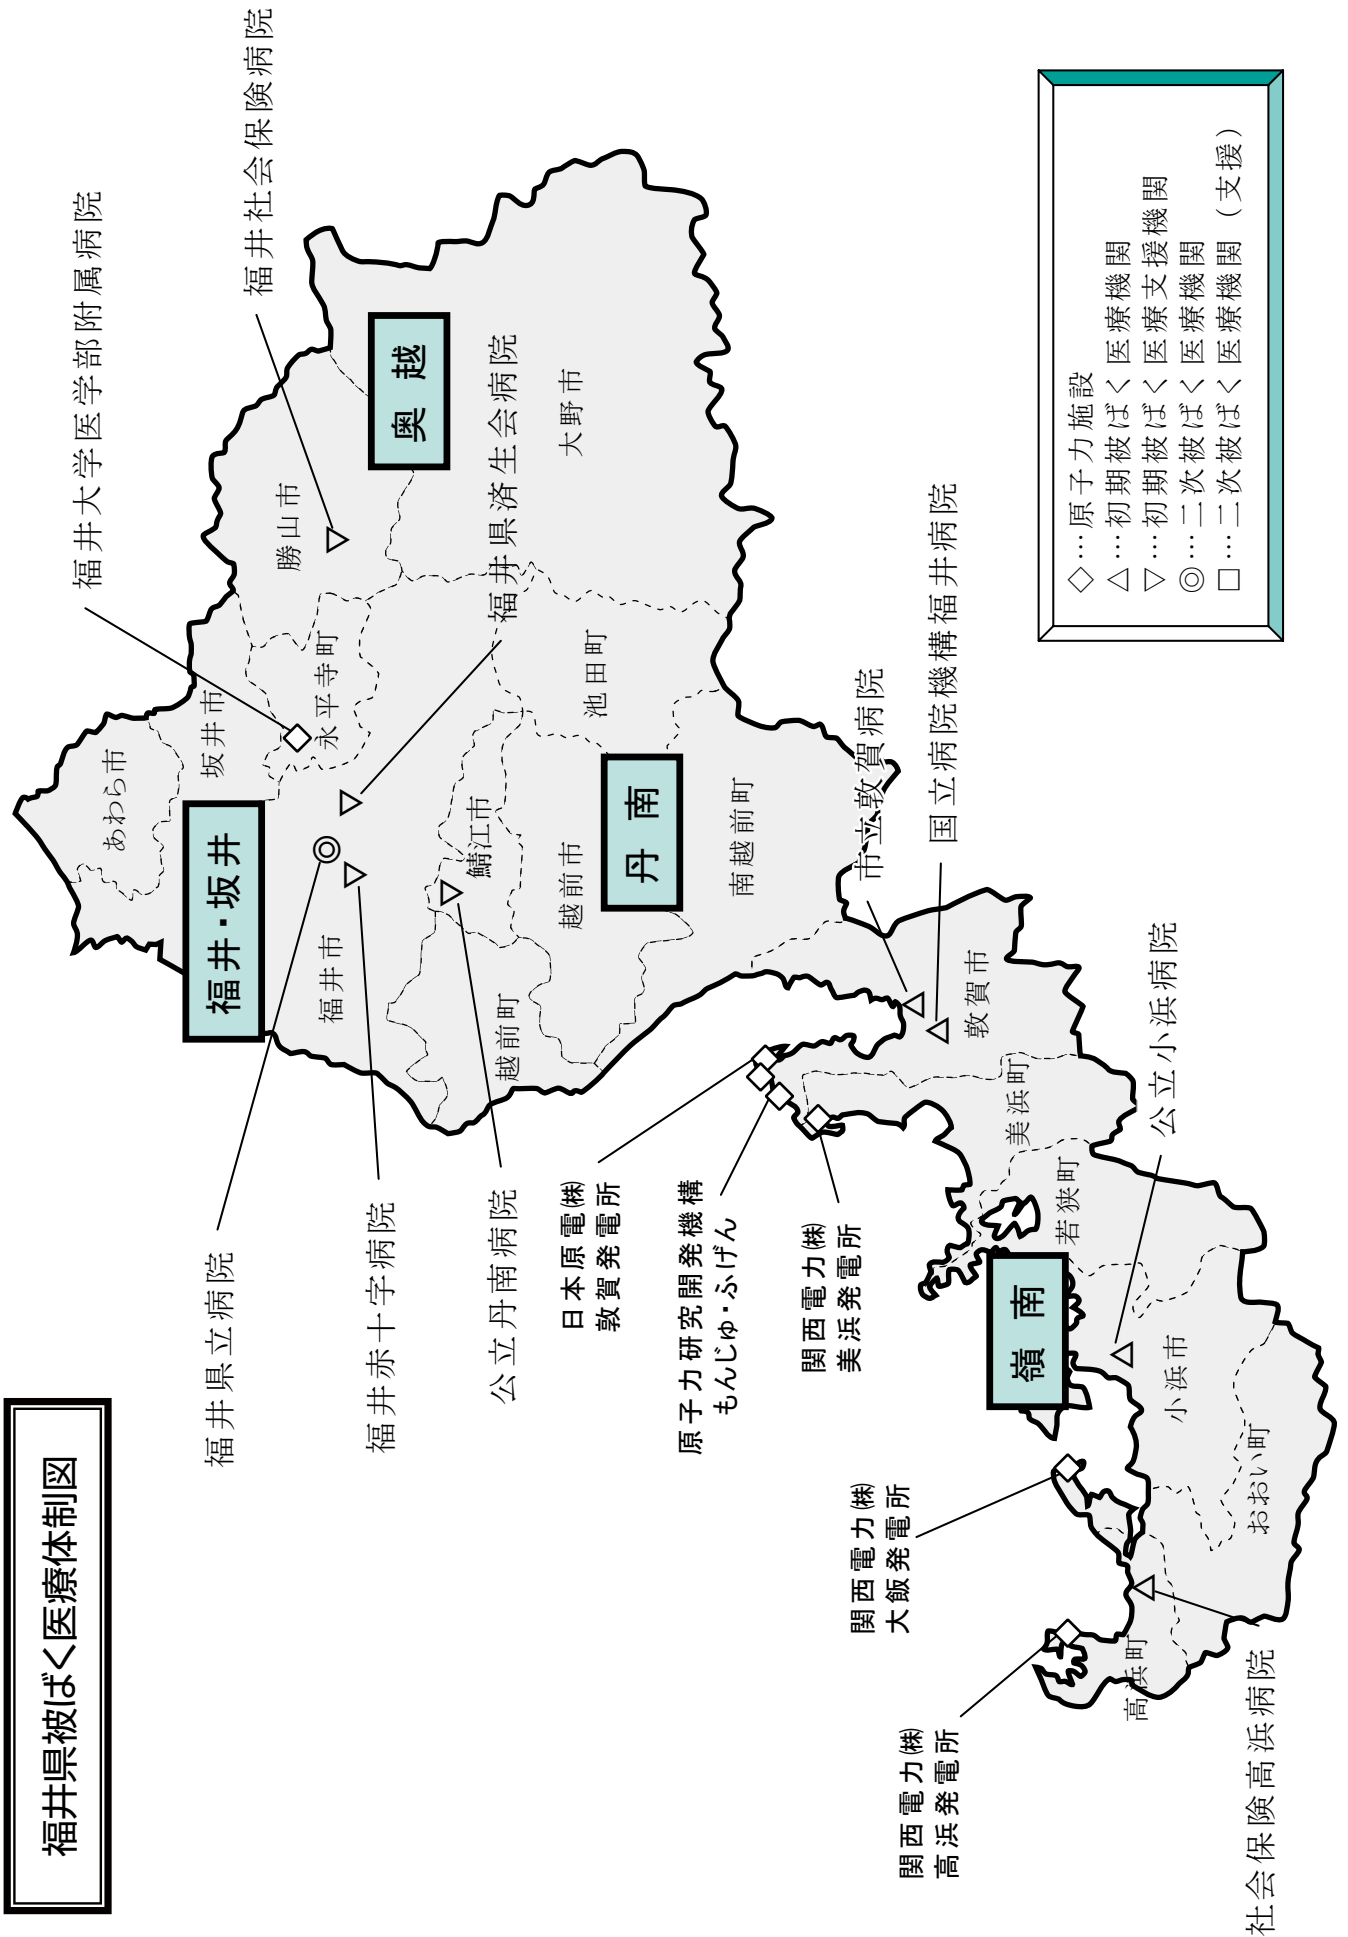 福井県被ばく医療体制図
福井大学医学部附属病院
福井社会保険病院
福井県済生会病院
国立病院機構福井病院
市立敦賀病院
公立小浜病院
社会保険高浜病院
福井県立病院
福井赤十字病院
公立丹南病院
日本原電㈱
敦賀発電所
原子力研究開発機構
もんじゅ・ふげん
関西電力㈱
美浜発電所
関西電力㈱
大飯発電所
関西電力㈱
高浜発電所
福井・坂井
奥越
丹南
嶺南
あわら市
坂井市
永平寺町
勝山市
大野市
福井市
鯖江市
越前町
越前市
池田町
南越前町
敦賀市
美浜町
若狭町
小浜市
おおい町
高浜町
◇…原子力施設
△…初期被ばく医療機関
▽…初期被ばく医療支援機関
◎…二次被ばく医療機関
□…二次被ばく医療機関（支援）